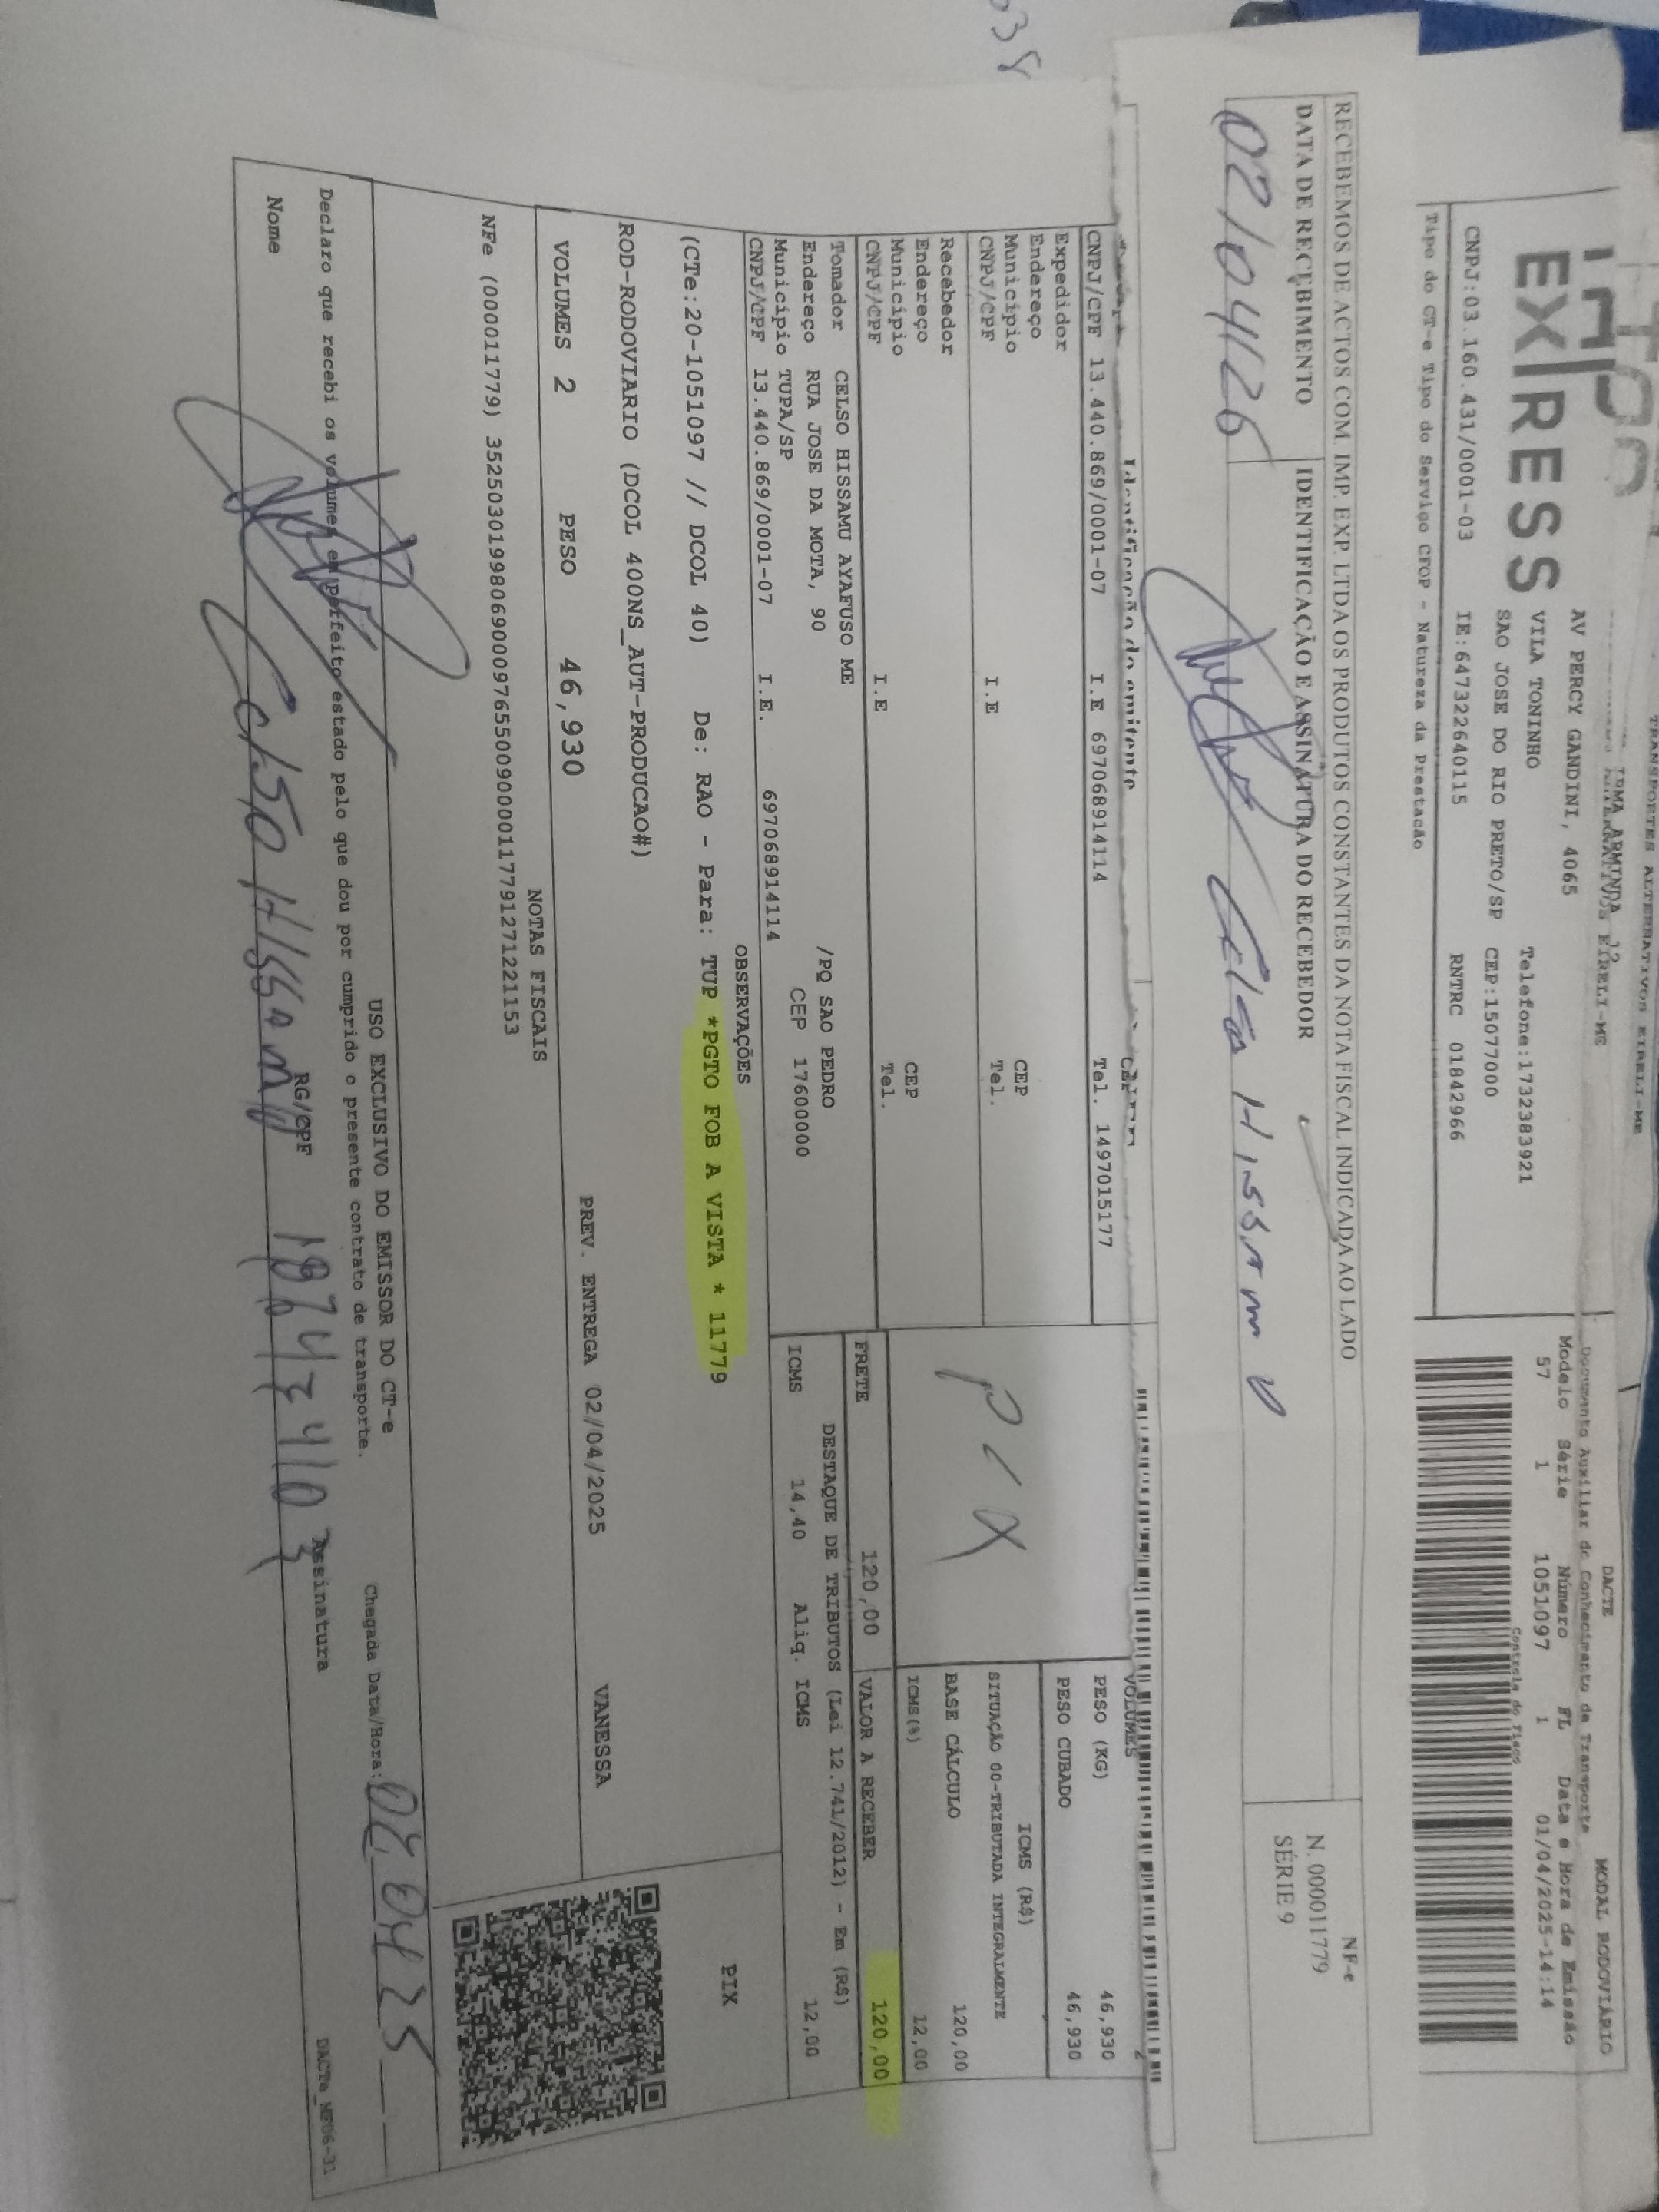 TRANSPORTES ALTERNATIVOS EIRELI-ME
EXPRESS
AV PERCY GANDINI, 4065
VILA TONINHO
Telefone:1732383921
SAO JOSE DO RIO PRETO/SP CEP:15077000
CNPJ:03.160.431/0001-03 IE:647322640115 RNTRC 01842966
Tipo do CT-e Tipo do Serviço CFOP - Natureza da Prestação
DACTE
MODAL RODOVIÁRIO
Documento Auxiliar do Conhecimento de Transporte
Modelo Série Número FL Data e Hora de Emissão
57 1 1051097 1 01/04/2025-14:14
Controle do Fisco
RECEBEMOS DE ACTOS COM. IMP. EXP. LTDA OS PRODUTOS CONSTANTES DA NOTA FISCAL INDICADA AO LADO
DATA DE RECEBIMENTO
IDENTIFICAÇÃO E ASSINATURA DO RECEBEDOR
NF-e
N. 000011779
SÉRIE 9
Identificação do emitente
CNPJ/CPF 13.440.869/0001-07 I.E 697068914114 Tel. 1497015177
Expedidor
Endereço
Município CEP
CNPJ/CPF I.E Tel.
Recebedor
Endereço
Município CEP
CNPJ/CPF I.E Tel.
Tomador CELSO HISSAMU AYAFUSO ME
Endereço RUA JOSE DA MOTA, 90 /PQ SAO PEDRO
Município TUPA/SP CEP 17600000
CNPJ/CPF 13.440.869/0001-07 I.E. 697068914114
VOLUMES 2
PESO (KG) 46,930
PESO CUBADO 46,930
ICMS (R$)
SITUAÇÃO 00-TRIBUTADA INTEGRALMENTE
BASE CÁLCULO 120,00
ICMS(%) 12,00
PIX
FRETE 120,00 VALOR A RECEBER 120,00
DESTAQUE DE TRIBUTOS (Lei 12.741/2012) - Em (R$)
ICMS 14,40 Aliq. ICMS 12,00
OBSERVAÇÕES
(CTe:20-1051097 // DCOL 40) De: RAO - Para: TUP *PGTO FOB A VISTA * 11779
ROD-RODOVIARIO (DCOL 400NS_AUT-PRODUCAO#)
PIX
VOLUMES 2 PESO 46,930 PREV. ENTREGA 02/04/2025 VANESSA
NOTAS FISCAIS
NFe (000011779) 35250301998069000976550090000117791271221153
USO EXCLUSIVO DO EMISSOR DO CT-e
Declaro que recebi os volumes em perfeito estado pelo que dou por cumprido o presente contrato de transporte.
Chegada Data/Hora: 02 04 25
Nome RG/CPF Assinatura
DACTe_MF06-31